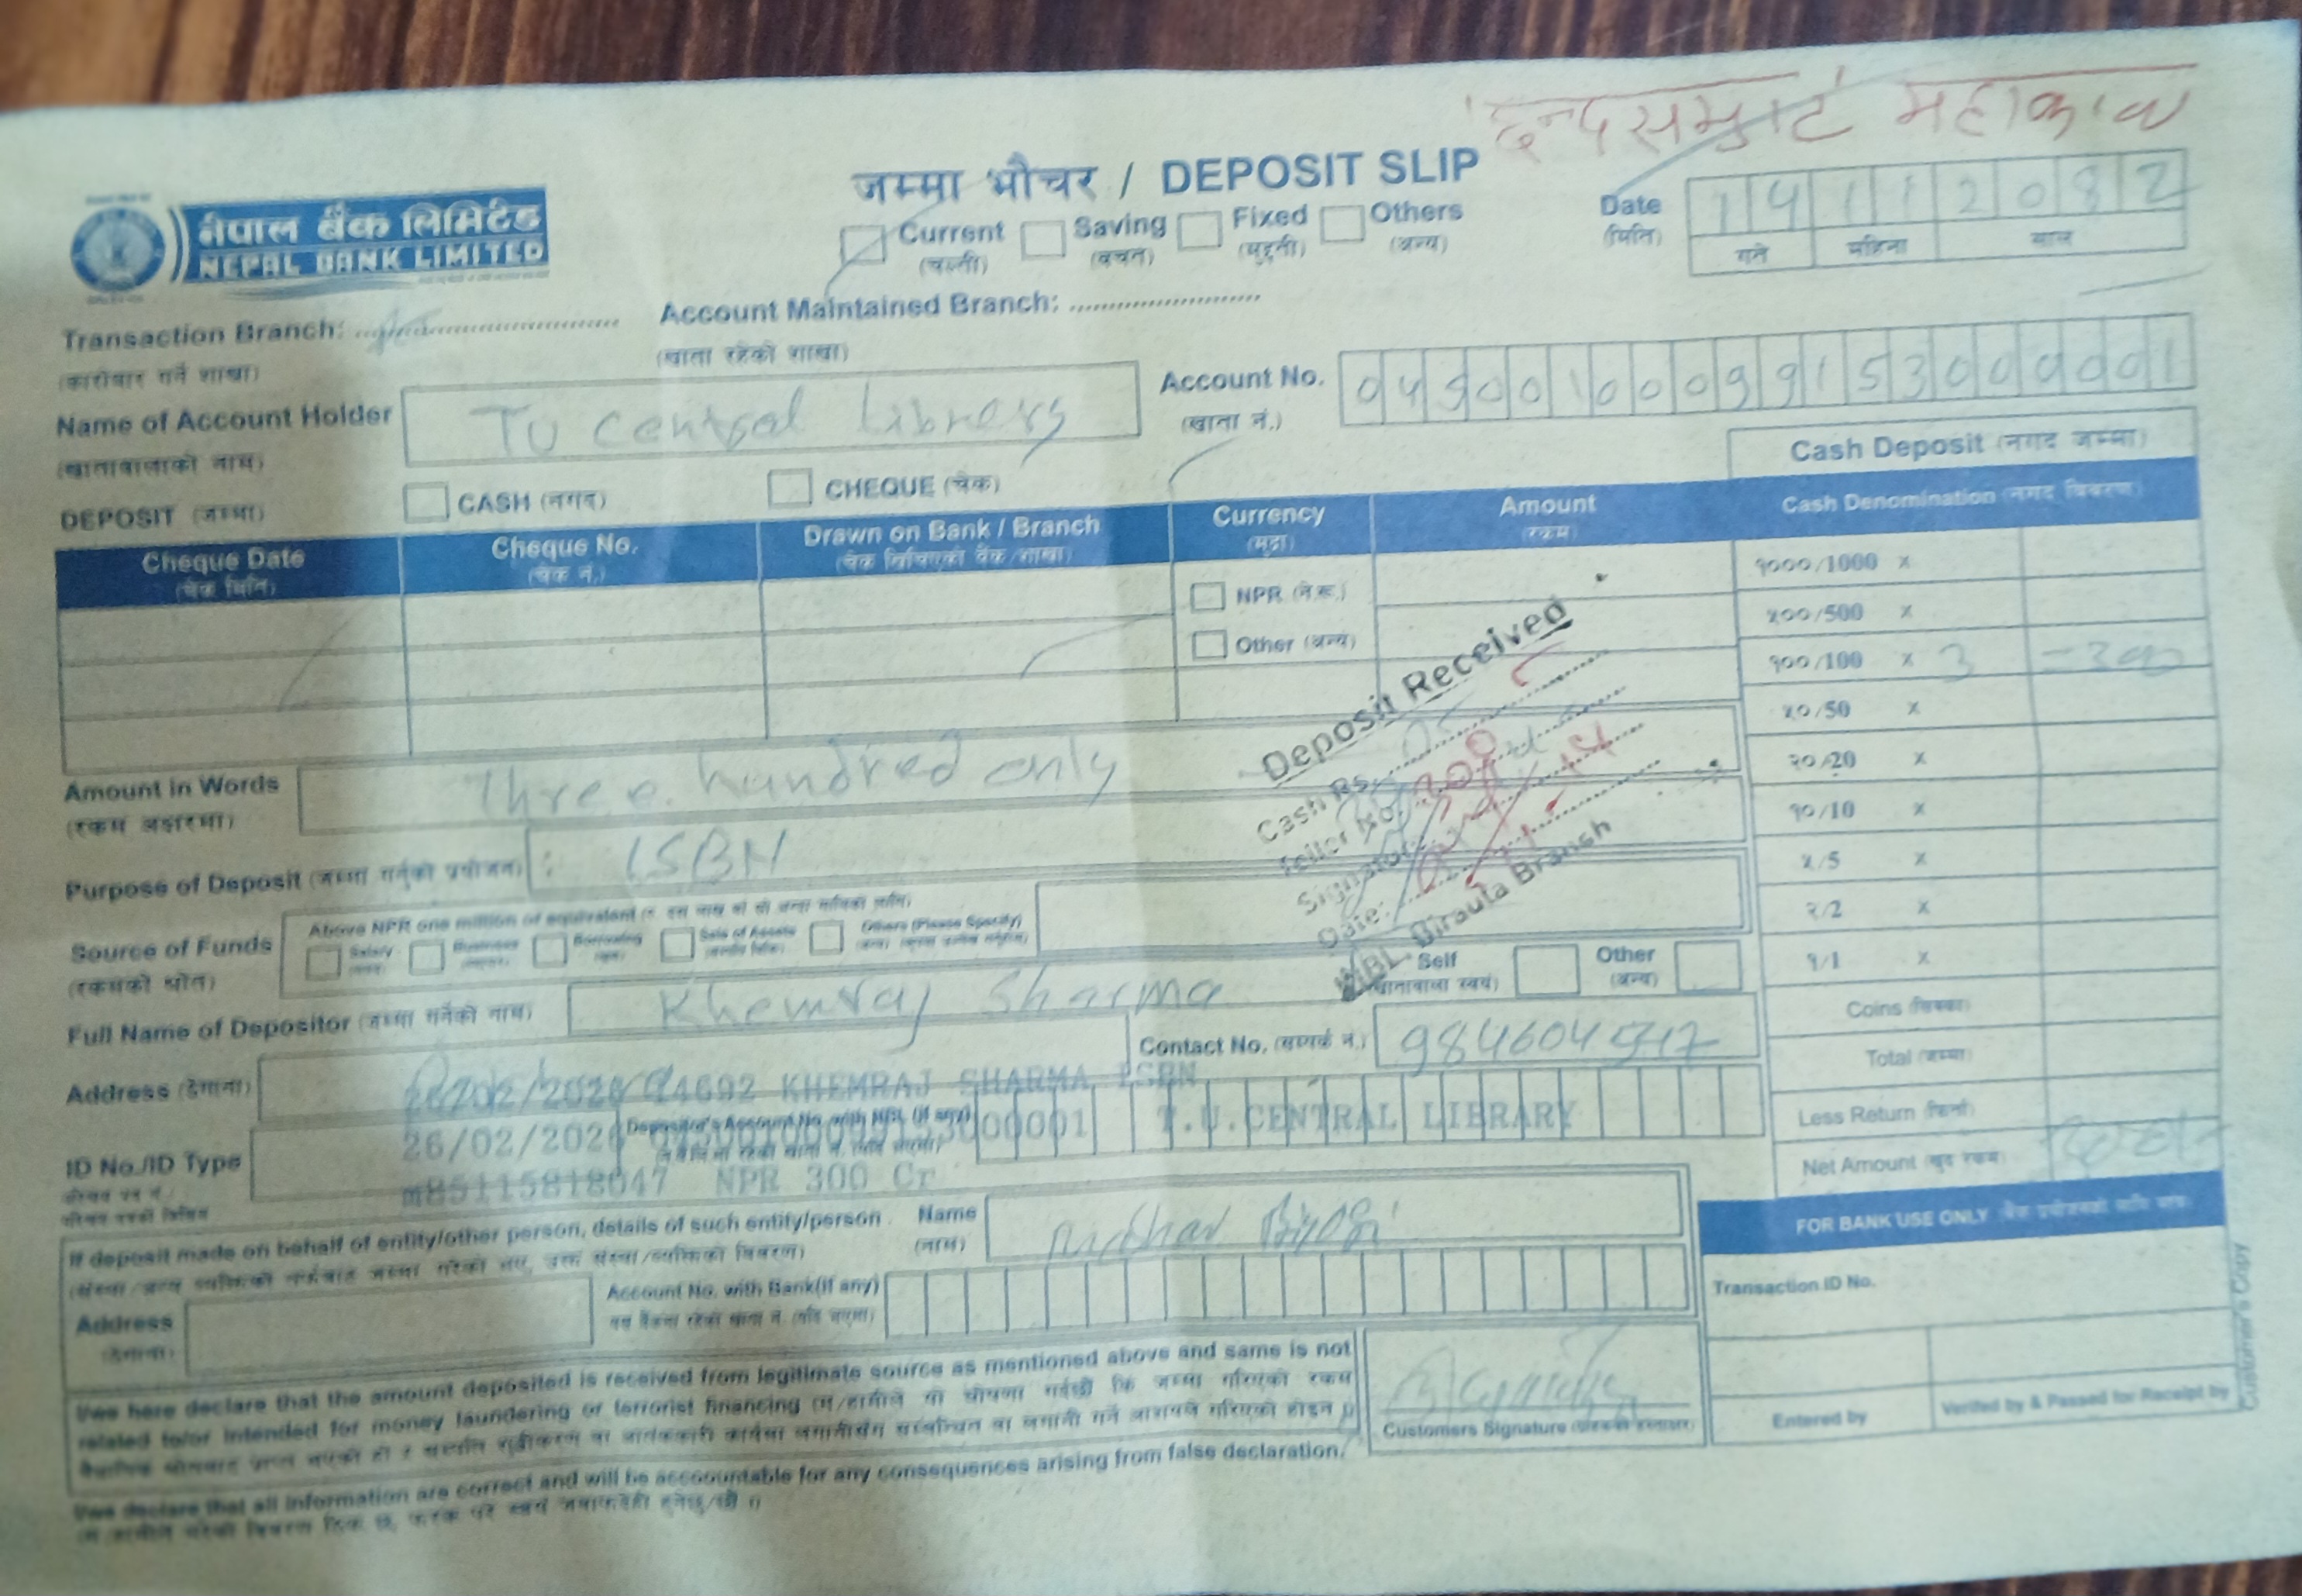 छन्दसम्राट महाकाव्य
जम्मा भौचर / DEPOSIT SLIP
नेपाल बैंक लिमिटेड
NEPAL BANK LIMITED
Current (चल्ती) Saving (बचत) Fixed (मुद्दती) Others (अन्य)
Date (मिति) 14 11 2082
गते महिना साल
Transaction Branch: Account Maintained Branch:
(कारोबार गर्ने शाखा) (खाता रहेको शाखा)
Name of Account Holder TU Central Library
(खातावालाको नाम)
Account No. 04500100099153000001
(खाता नं.)
Cash Deposit (नगद जम्मा)
DEPOSIT (जम्मा) CASH (नगद) CHEQUE (चेक)
Cheque Date Cheque No. Drawn on Bank / Branch Currency Amount Cash Denomination (नगद विवरण)
(चेक मिति) (चेक नं.) (मुद्रा) (रकम)
NPR (ने.रू.)
Other (अन्य)
१०००/1000 x
५००/500 x
१००/100 x 3 = 300
५०/50 x
२०/20 x
१०/10 x
५/5 x
२/2 x
१/1 x
Coins (सिक्का)
Total (जम्मा)
Less Return (फिर्ता)
Net Amount (खुद रकम)
Deposit Received
Cash Rs.
Teller No.
Signature
Date:
NBL Birauta Branch
Amount in Words Three hundred only
(रकम अक्षरमा)
Purpose of Deposit (जम्मा गर्नुको प्रयोजन) : ISBN
Source of Funds
(रकमको श्रोत)
Above NPR one million or equivalent
Salary Business Borrowing Sale of Assets Others (Please Specify)
Self (खातावाला स्वयं) Other (अन्य)
Full Name of Depositor (जम्मा गर्नेको नाम) Khemraj Sharma
Address (ठेगाना)
Contact No. (सम्पर्क नं.) 9846045417
26/02/2026 94692 KHEMRAJ SHARMA ISBN
Depositor's Account No. with NBL (if any)
ID No./ID Type
26/02/2026 04500100099153000001 T.U.CENTRAL LIBRARY
mB5115818047 NPR 300 Cr
If deposit made on behalf of entity/other person, details of such entity/person
Name (नाम)
Account No. with Bank(if any)
Address
(ठेगाना)
FOR BANK USE ONLY
Transaction ID No.
Entered by Verified by & Passed for Receipt by
Customer's Copy
I/we here declare that the amount deposited is received from legitimate source as mentioned above and same is not
related to/or intended for money laundering or terrorist financing
Customers Signature
I/we declare that all information are correct and will be accountable for any consequences arising from false declaration.